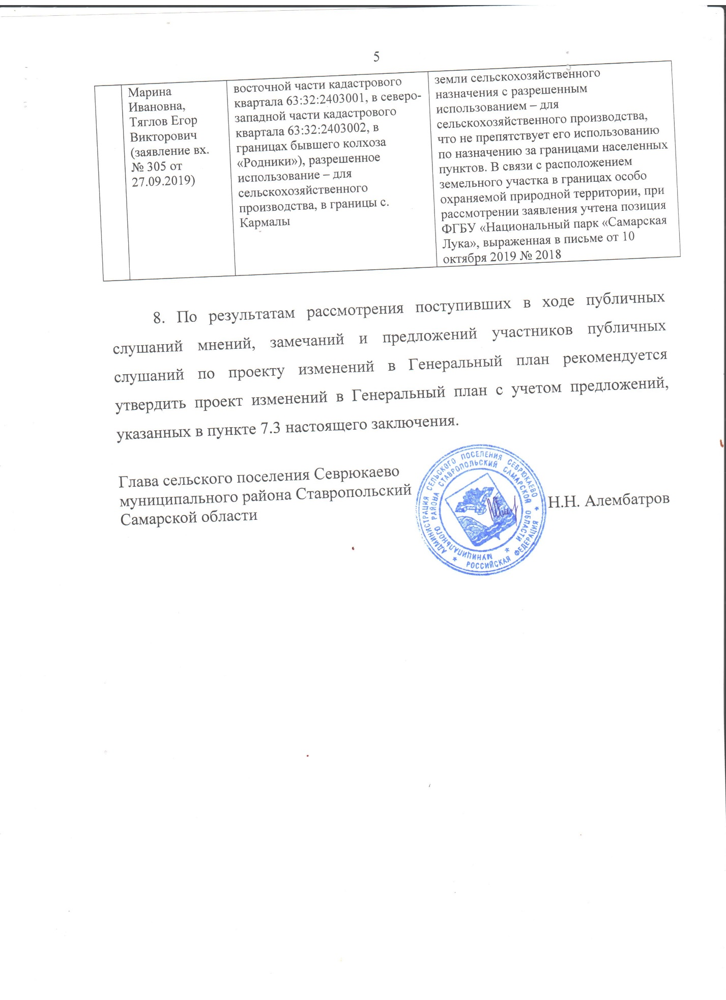 5
Марина
Ивановна,
Тяглов Егор
Викторович
(заявление вх.
№ 305 от
27.09.2019)
восточной части кадастрового
квартала 63:32:2403001, в северо-
западной части кадастрового
квартала 63:32:2403002, в
границах бывшего колхоза
«Родники»), разрешенное
использование – для
сельскохозяйственного
производства, в границы с.
Кармалы
земли сельскохозяйственного
назначения с разрешенным
использованием – для
сельскохозяйственного производства,
что не препятствует его использованию
по назначению за границами населенных
пунктов. В связи с расположением
земельного участка в границах особо
охраняемой природной территории, при
рассмотрении заявления учтена позиция
ФГБУ «Национальный парк «Самарская
Лука», выраженная в письме от 10
октября 2019 № 2018
8. По результатам рассмотрения поступивших в ходе публичных
слушаний мнений, замечаний и предложений участников публичных
слушаний по проекту изменений в Генеральный план рекомендуется
утвердить проект изменений в Генеральный план с учетом предложений,
указанных в пункте 7.3 настоящего заключения.
Глава сельского поселения Севрюкаево
муниципального района Ставропольский
Самарской области
Н.Н. Алембатров
АДМИНИСТРАЦИЯ СЕЛЬСКОГО ПОСЕЛЕНИЯ СЕВРЮКАЕВО
МУНИЦИПАЛЬНОГО РАЙОНА СТАВРОПОЛЬСКИЙ САМАРСКОЙ ОБЛАСТИ
РОССИЙСКАЯ ФЕДЕРАЦИЯ